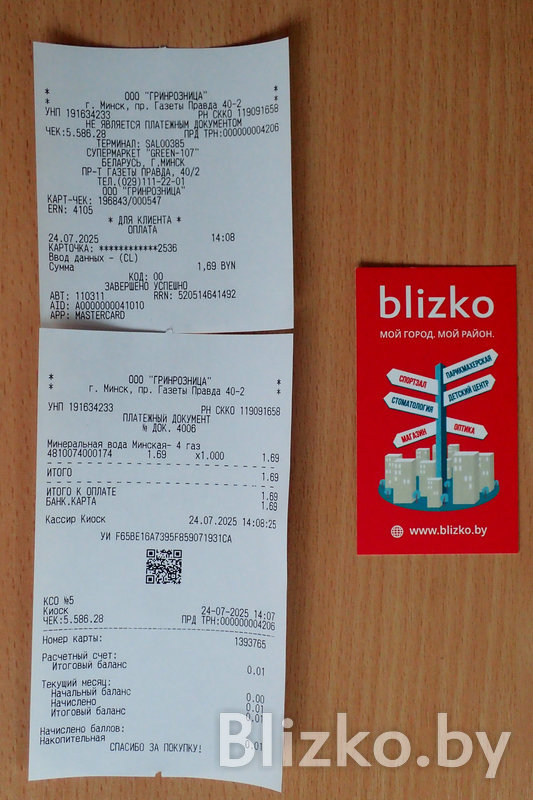 * ООО "ГРИНРОЗНИЦА" *
* г. Минск, пр. Газеты Правда 40-2 *
УНП 191634233 РН СККО 119091658
НЕ ЯВЛЯЕТСЯ ПЛАТЕЖНЫМ ДОКУМЕНТОМ
ЧЕК:5.586.28 ПРД ТРН:000000004206
ТЕРМИНАЛ: SAL00385
СУПЕРМАРКЕТ "GREEN-107"
БЕЛАРУСЬ, Г.МИНСК
ПР-Т ГАЗЕТЫ ПРАВДА, 40/2
ТЕЛ.(029)111-22-01
ООО "ГРИНРОЗНИЦА"
КАРТ-ЧЕК: 196843/000547
ERN: 4105
* ДЛЯ КЛИЕНТА *
ОПЛАТА
24.07.2025 14:08
КАРТОЧКА: ************2536
Ввод данных - (CL)
Сумма 1,69 BYN
КОД: 00
ЗАВЕРШЕНО УСПЕШНО
АВТ: 110311 RRN: 520514641492
AID: A0000000041010
APP: MASTERCARD
* ООО "ГРИНРОЗНИЦА" *
* г. Минск, пр. Газеты Правда 40-2 *
УНП 191634233 РН СККО 119091658
ПЛАТЕЖНЫЙ ДОКУМЕНТ
№ ДОК. 4006
Минеральная вода Минская- 4 газ
4810074000174 1.69 x1.000 1.69
ИТОГО 1.69
ИТОГО К ОПЛАТЕ 1.69
БАНК.КАРТА 1.69
Кассир Киоск 24.07.2025 14:08:25
УИ F65BE16A7395F859071931CA
КСО №5
Киоск 24-07-2025 14:07
ЧЕК:5.586.28 ПРД ТРН:000000004206
Номер карты: 1393765
Расчетный счет:
Итоговый баланс 0.01
Текущий месяц:
Начальный баланс 0.00
Начислено 0.01
Итоговый баланс 0.01
Начислено баллов:
Накопительная 0.01
СПАСИБО ЗА ПОКУПКУ!
blizko
МОЙ ГОРОД. МОЙ РАЙОН.
СПОРТЗАЛ
ПАРИКМАХЕРСКАЯ
СТОМАТОЛОГИЯ
ДЕТСКИЙ ЦЕНТР
МАГАЗИН
ОПТИКА
www.blizko.by
Blizko.by